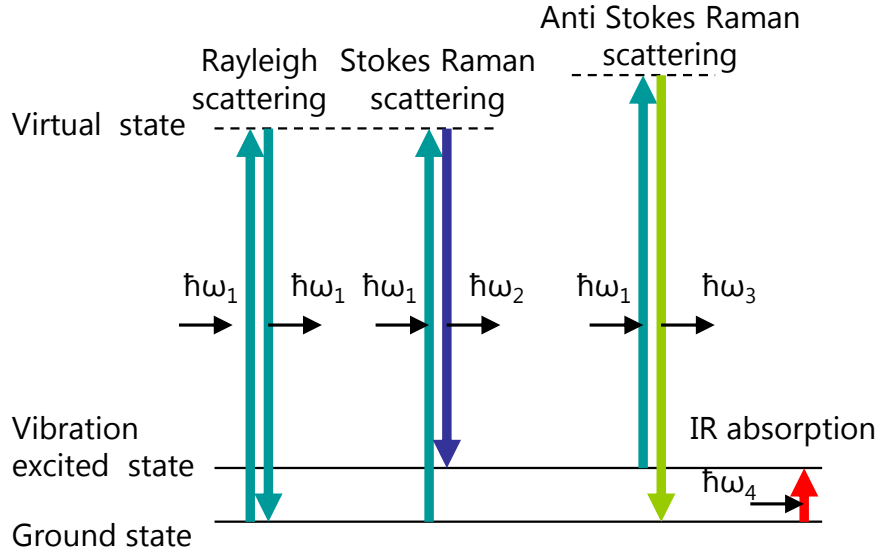 Anti Stokes Raman
scattering
Rayleigh
scattering
Stokes Raman
scattering
Virtual state
ħω₁
ħω₁
ħω₁
ħω₂
ħω₁
ħω₃
Vibration
excited state
IR absorption
ħω₄
Ground state